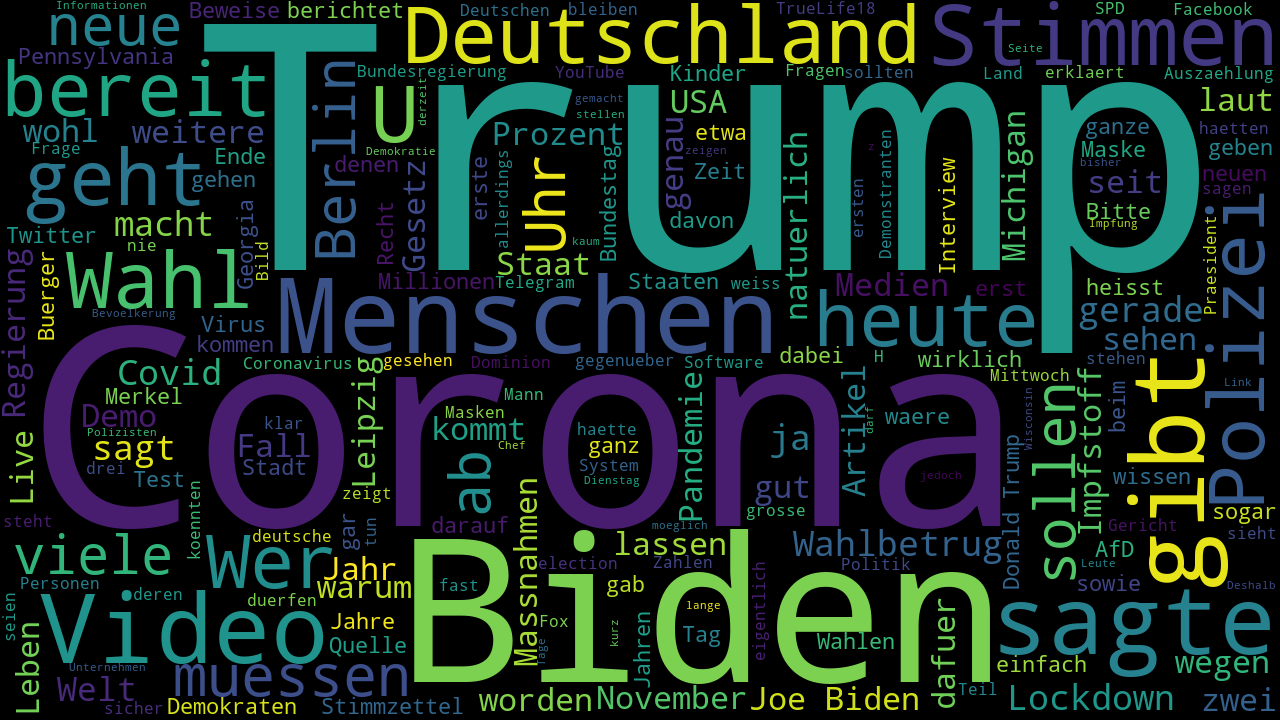 Informationen
Beweise berichtet
Deutschen bleiben
TrueLife18
SPD
Facebook
neue
Deutschland
Stimmen
Seite
Pennsylvania
Trump
bereit
Berlin
Bundesregierung
YouTube
Kinder
Fragen
sollten
Land
erklaert
Auszaehlung
U
derzeit
gemacht
stellen
USA
laut
wohl
weitere
Prozent
genau
etwa
ganze
haetten
Frage
Ende
Demokratie
zeigen
z
Maske
geben
geht
gehen
denen
Gesetz
erste
allerdings
Uhr
Bundestag
Zeit
natuerlich
ersten
Demonstranten
Interview
Michigan
bisher
seit
neuen
sagen
macht
Georgia
Recht
davon
Bitte
Impfung
Twitter
nie
Bild
kaum
Staat
Praesident
Polizei
Regierung
Buerger
Wahl
Millionen
Telegram
Staaten
weiss
Medien
erst
heisst
Bevoelkerung
Virus
Menschen
heute
gerade
kommen
sehen
Coronavirus
gesehen
Dominion
gegenueber
Software
dabei
H
wirklich
stehen
Corona
Covid
Leipzig
Mittwoch
Link
Merkel
Mann
Pandemie
Artikel
darf
waere
Wisconsin
sollen
Impfstoff
beim
gibt
Demo
klar
Masken
haette
ja
Polizisten
kommt
sagt
Fall
Chef
ganz
Live
drei
Test
Stadt
ab
System
Dienstag
gut
jedoch
Donald Trump
wissen
zeigt
Massnahmen
grosse
sogar
steht
koennten
gar
tun
darauf
moeglich
Gericht
sieht
viele
wer
deutsche
Biden
lassen
Wahlbetrug
AfD
Jahr
election
Zahlen
Politik
Leute
Personen
deren
warum
fast
gab
eigentlich
sowie
Deshalb
seien
Video
duerfen
lange
dafuer
sagte
Jahre
Fox
kurz
Jahren
Tag
Wahlen
Leben
Quelle
Tage
Unternehmen
muessen
einfach
wegen
Welt
Teil
sicher
Demokraten
Stimmzettel
worden
November
Joe Biden
Lockdown
zwei